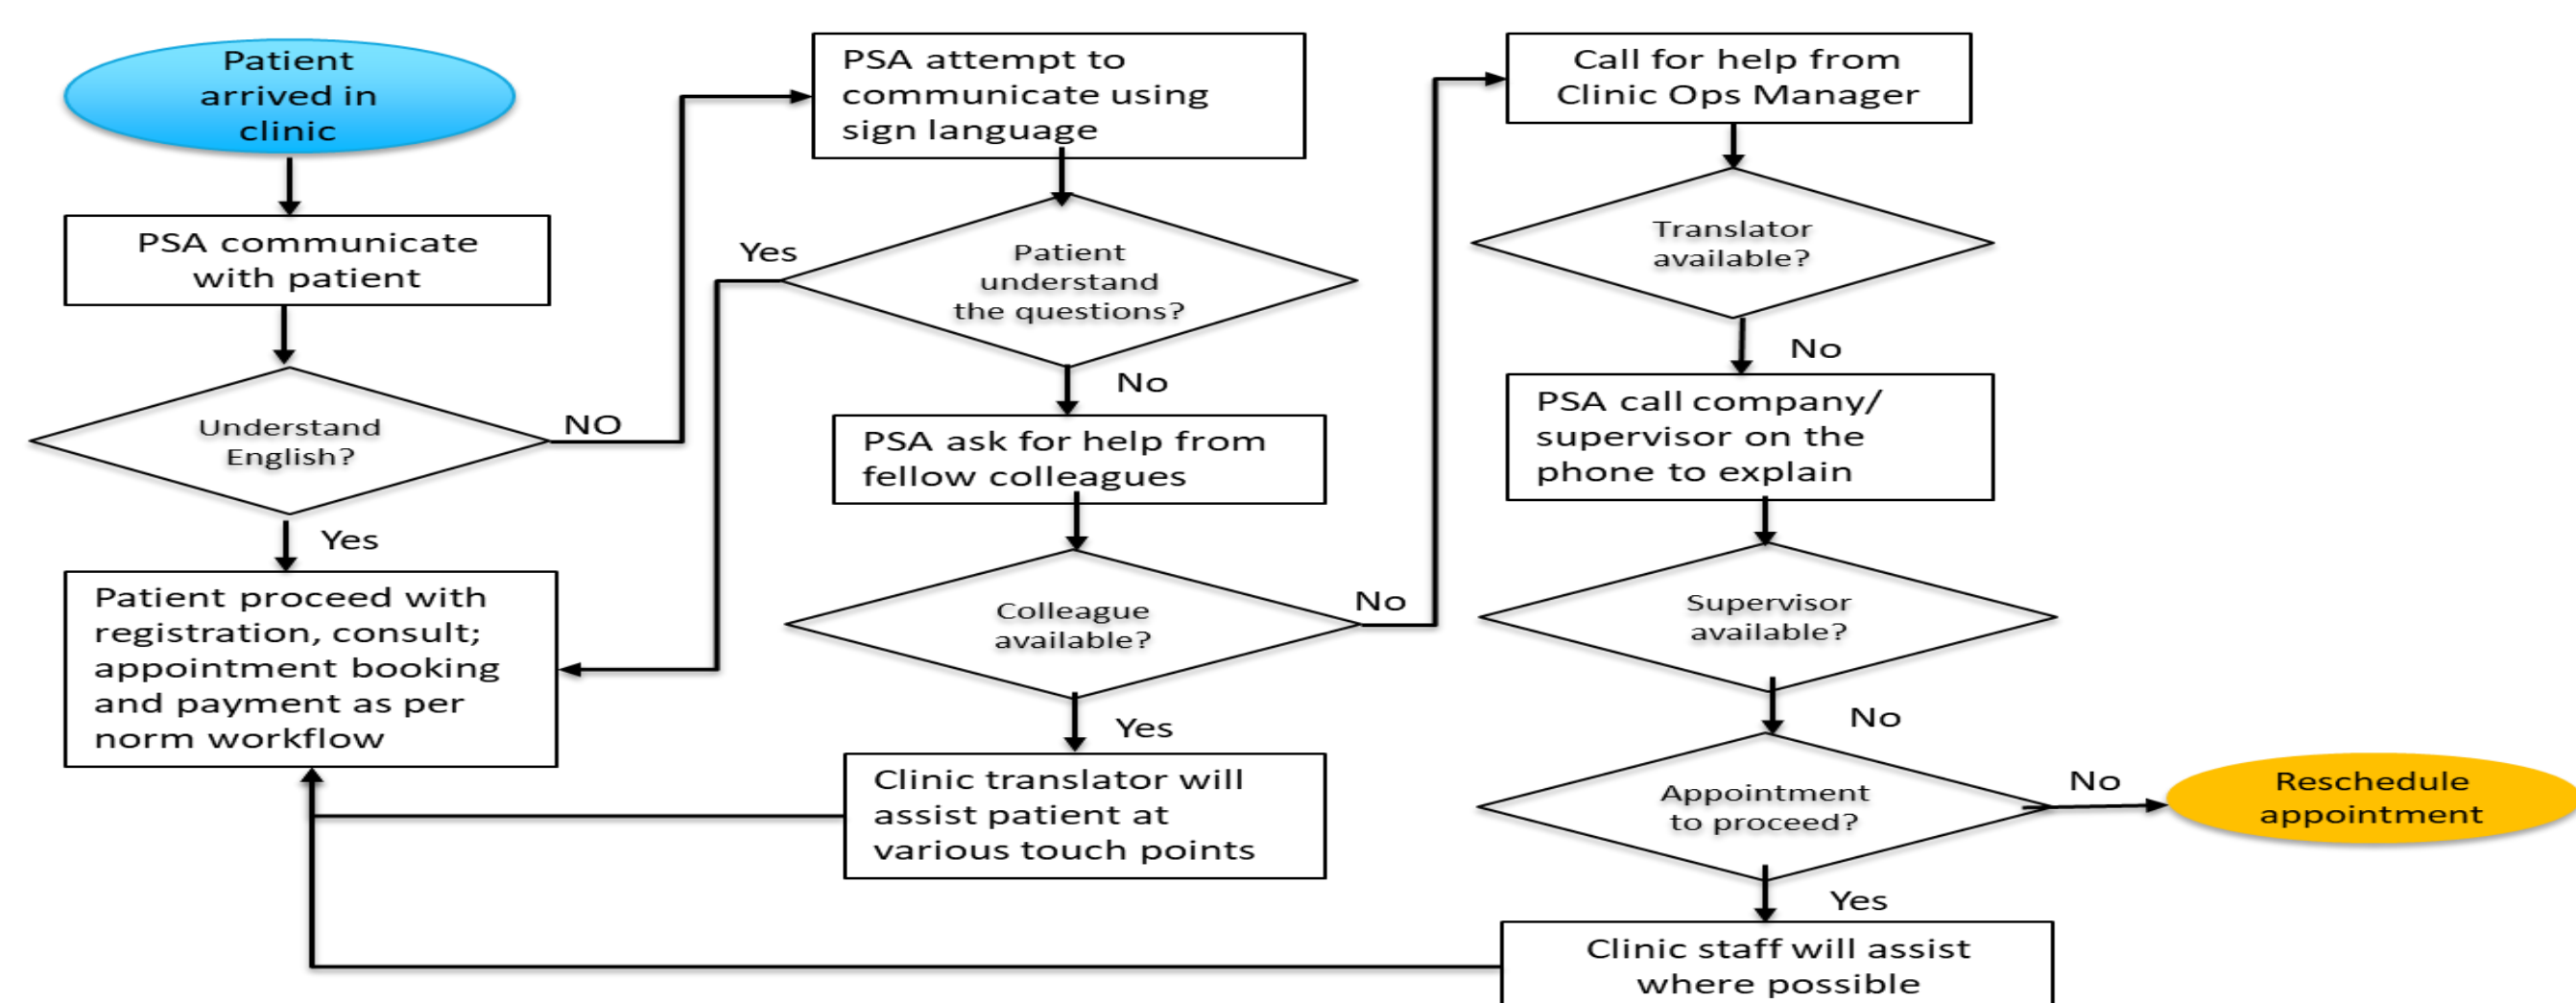 Patient
arrived in
clinic
PSA communicate
with patient
Understand
English?
NO
Yes
Patient proceed with
registration, consult;
appointment booking
and payment as per
norm workflow
PSA attempt to
communicate using
sign language
Patient
understand
the questions?
Yes
No
PSA ask for help from
fellow colleagues
Colleague
available?
No
Yes
Clinic translator will
assist patient at
various touch points
Call for help from
Clinic Ops Manager
Translator
available?
No
PSA call company/
supervisor on the
phone to explain
Supervisor
available?
No
Appointment
to proceed?
No
Reschedule
appointment
Yes
Clinic staff will assist
where possible